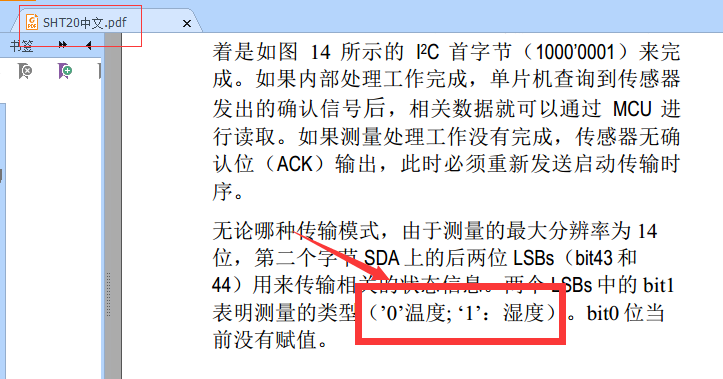 SHT20中文.pdf
书签
着是如图 14 所示的 I²C 首字节（1000'0001）来完
成。如果内部处理工作完成，单片机查询到传感器
发出的确认信号后，相关数据就可以通过 MCU 进
行读取。如果测量处理工作没有完成，传感器无确
认位（ACK）输出，此时必须重新发送启动传输时
序。
无论哪种传输模式，由于测量的最大分辨率为 14
位，第二个字节 SDA 上的后两位 LSBs（bit43 和
44）用来传输相关的状态信息。两个 LSBs 中的 bit1
表明测量的类型（'0'温度; '1'：湿度）。bit0 位当
前没有赋值。